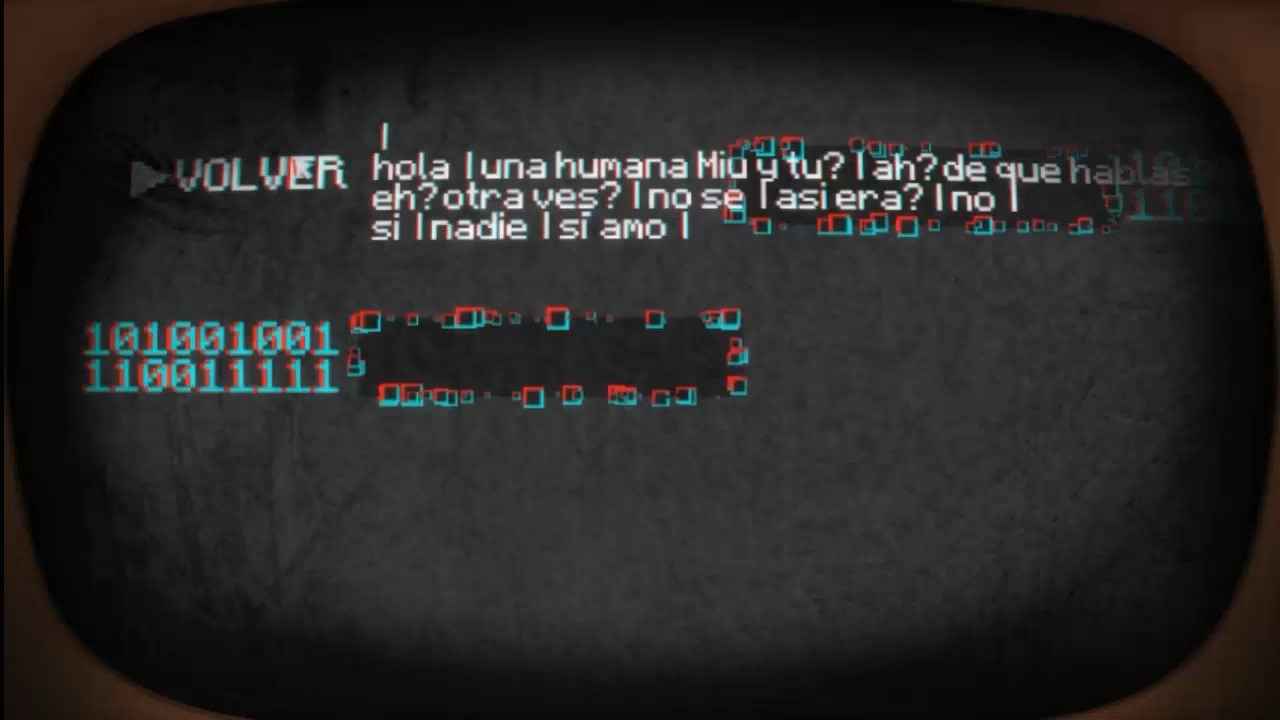 VOLVER
|
hola | una humana Miu y tu? | ah? de que hablas?
eh? otra ves? | no se | asi era? | no |
si | nadie | si amo |
101001001
110011111